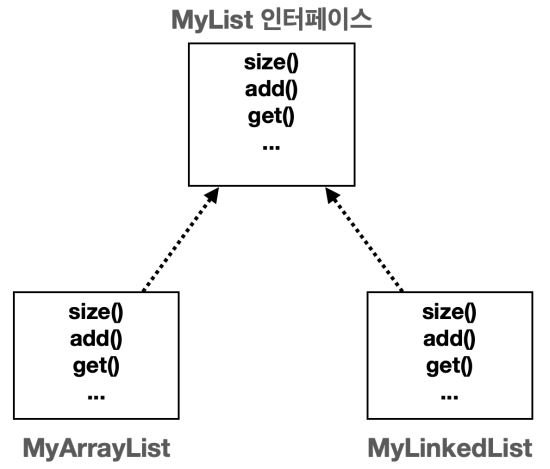 MyList 인터페이스
size()
add()
get()
...
size()
add()
get()
...
MyArrayList
size()
add()
get()
...
MyLinkedList